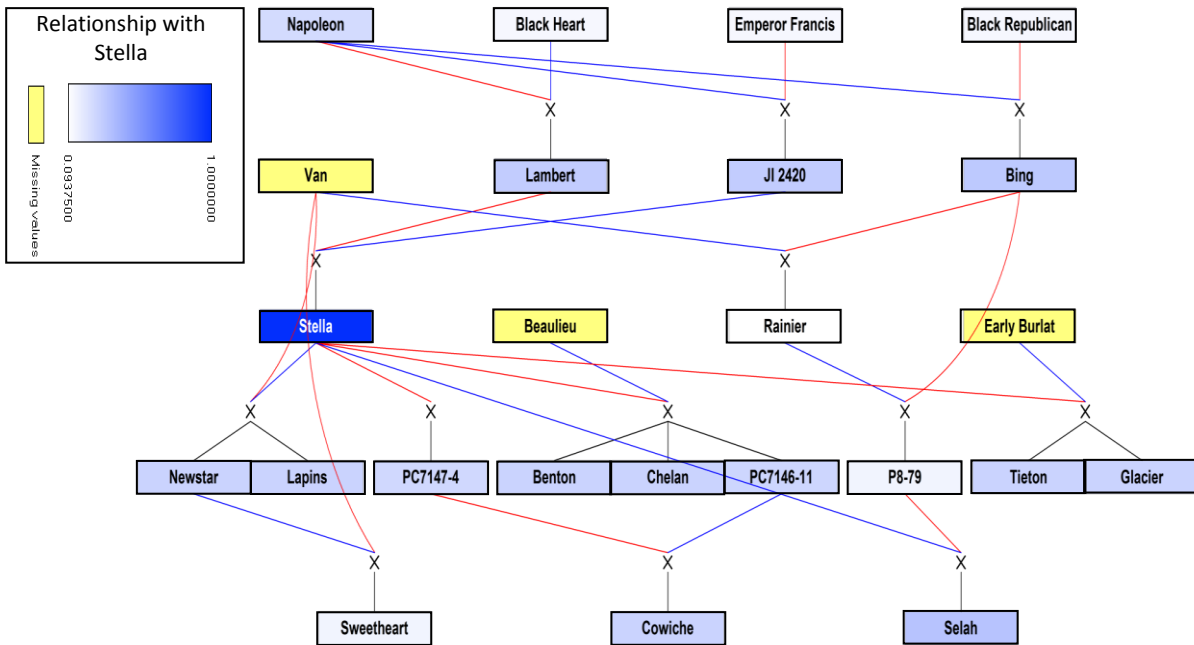 Relationship with
Stella
Missing values
0.0937500
1.0000000
Napoleon
Black Heart
Emperor Francis
Black Republican
X
X
X
Van
Lambert
JI 2420
Bing
X
X
Stella
Beaulieu
Rainier
Early Burlat
X
X
X
X
X
Newstar
Lapins
PC7147-4
Benton
Chelan
PC7146-11
P8-79
Tieton
Glacier
X
X
X
Sweetheart
Cowiche
Selah